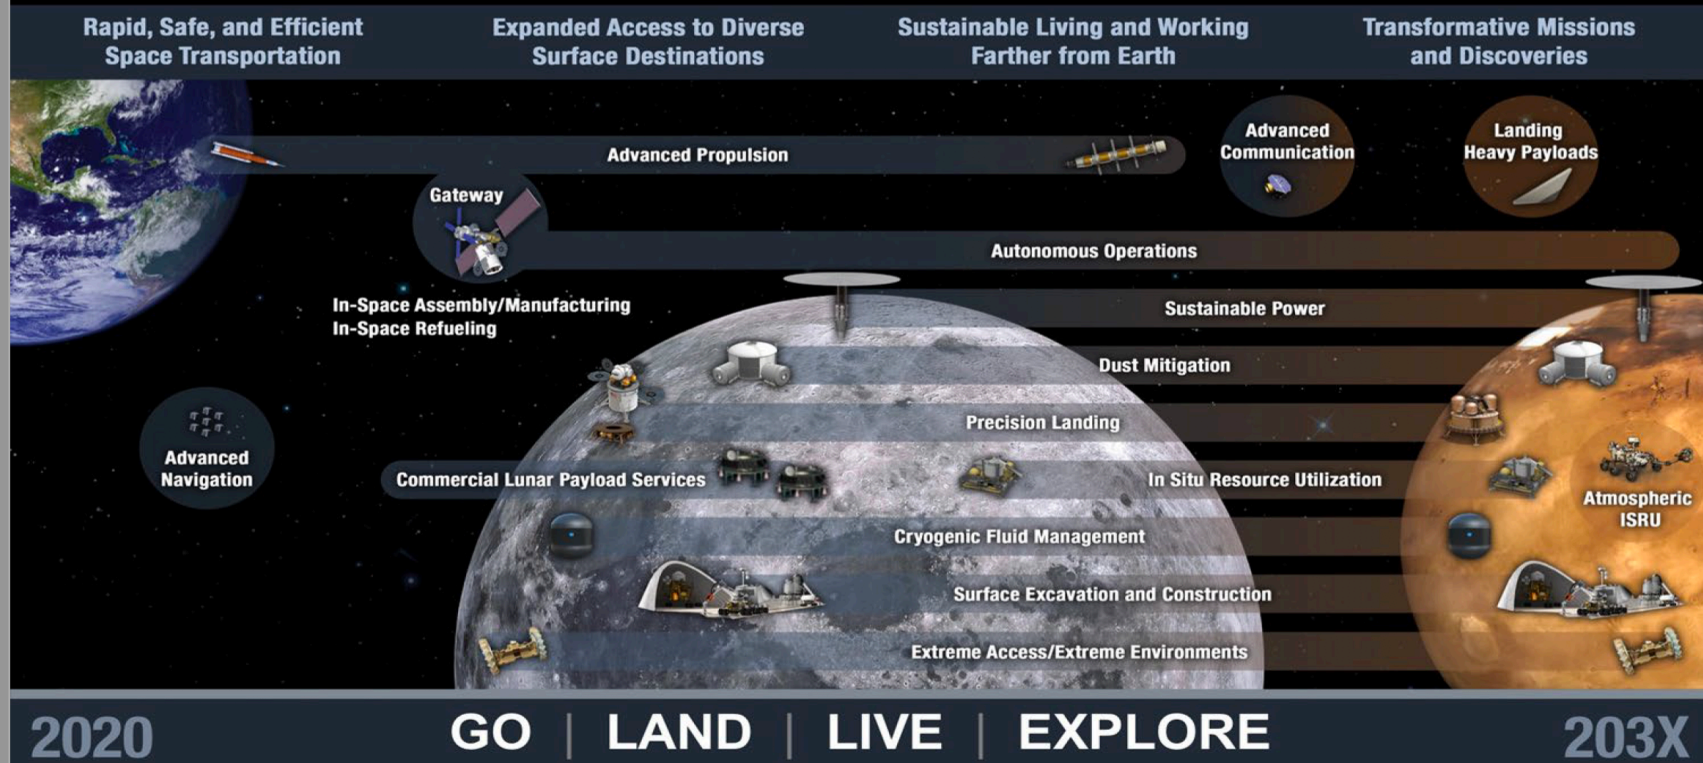 Rapid, Safe, and Efficient
Space Transportation
Expanded Access to Diverse
Surface Destinations
Sustainable Living and Working
Farther from Earth
Transformative Missions
and Discoveries
Advanced Propulsion
Advanced
Communication
Landing
Heavy Payloads
Gateway
Autonomous Operations
In-Space Assembly/Manufacturing
In-Space Refueling
Sustainable Power
Dust Mitigation
Precision Landing
Advanced
Navigation
Commercial Lunar Payload Services
In Situ Resource Utilization
Atmospheric
ISRU
Cryogenic Fluid Management
Surface Excavation and Construction
Extreme Access/Extreme Environments
2020
GO | LAND | LIVE | EXPLORE
203X